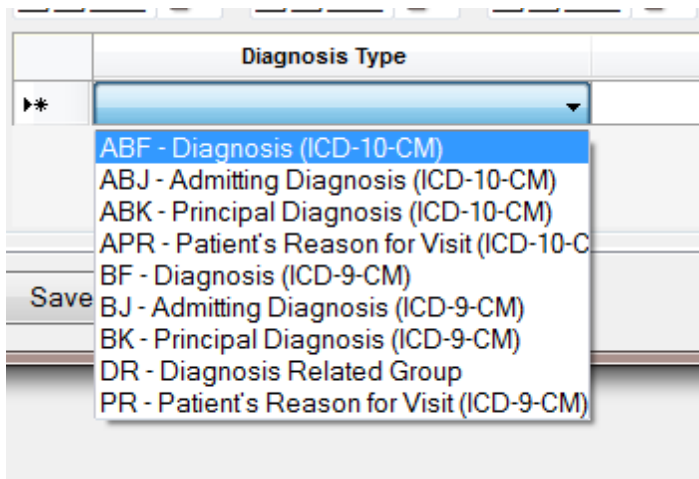 Diagnosis Type
ABF - Diagnosis (ICD-10-CM)
ABJ - Admitting Diagnosis (ICD-10-CM)
ABK - Principal Diagnosis (ICD-10-CM)
APR - Patient's Reason for Visit (ICD-10-C
BF - Diagnosis (ICD-9-CM)
BJ - Admitting Diagnosis (ICD-9-CM)
BK - Principal Diagnosis (ICD-9-CM)
DR - Diagnosis Related Group
PR - Patient's Reason for Visit (ICD-9-CM)
Save